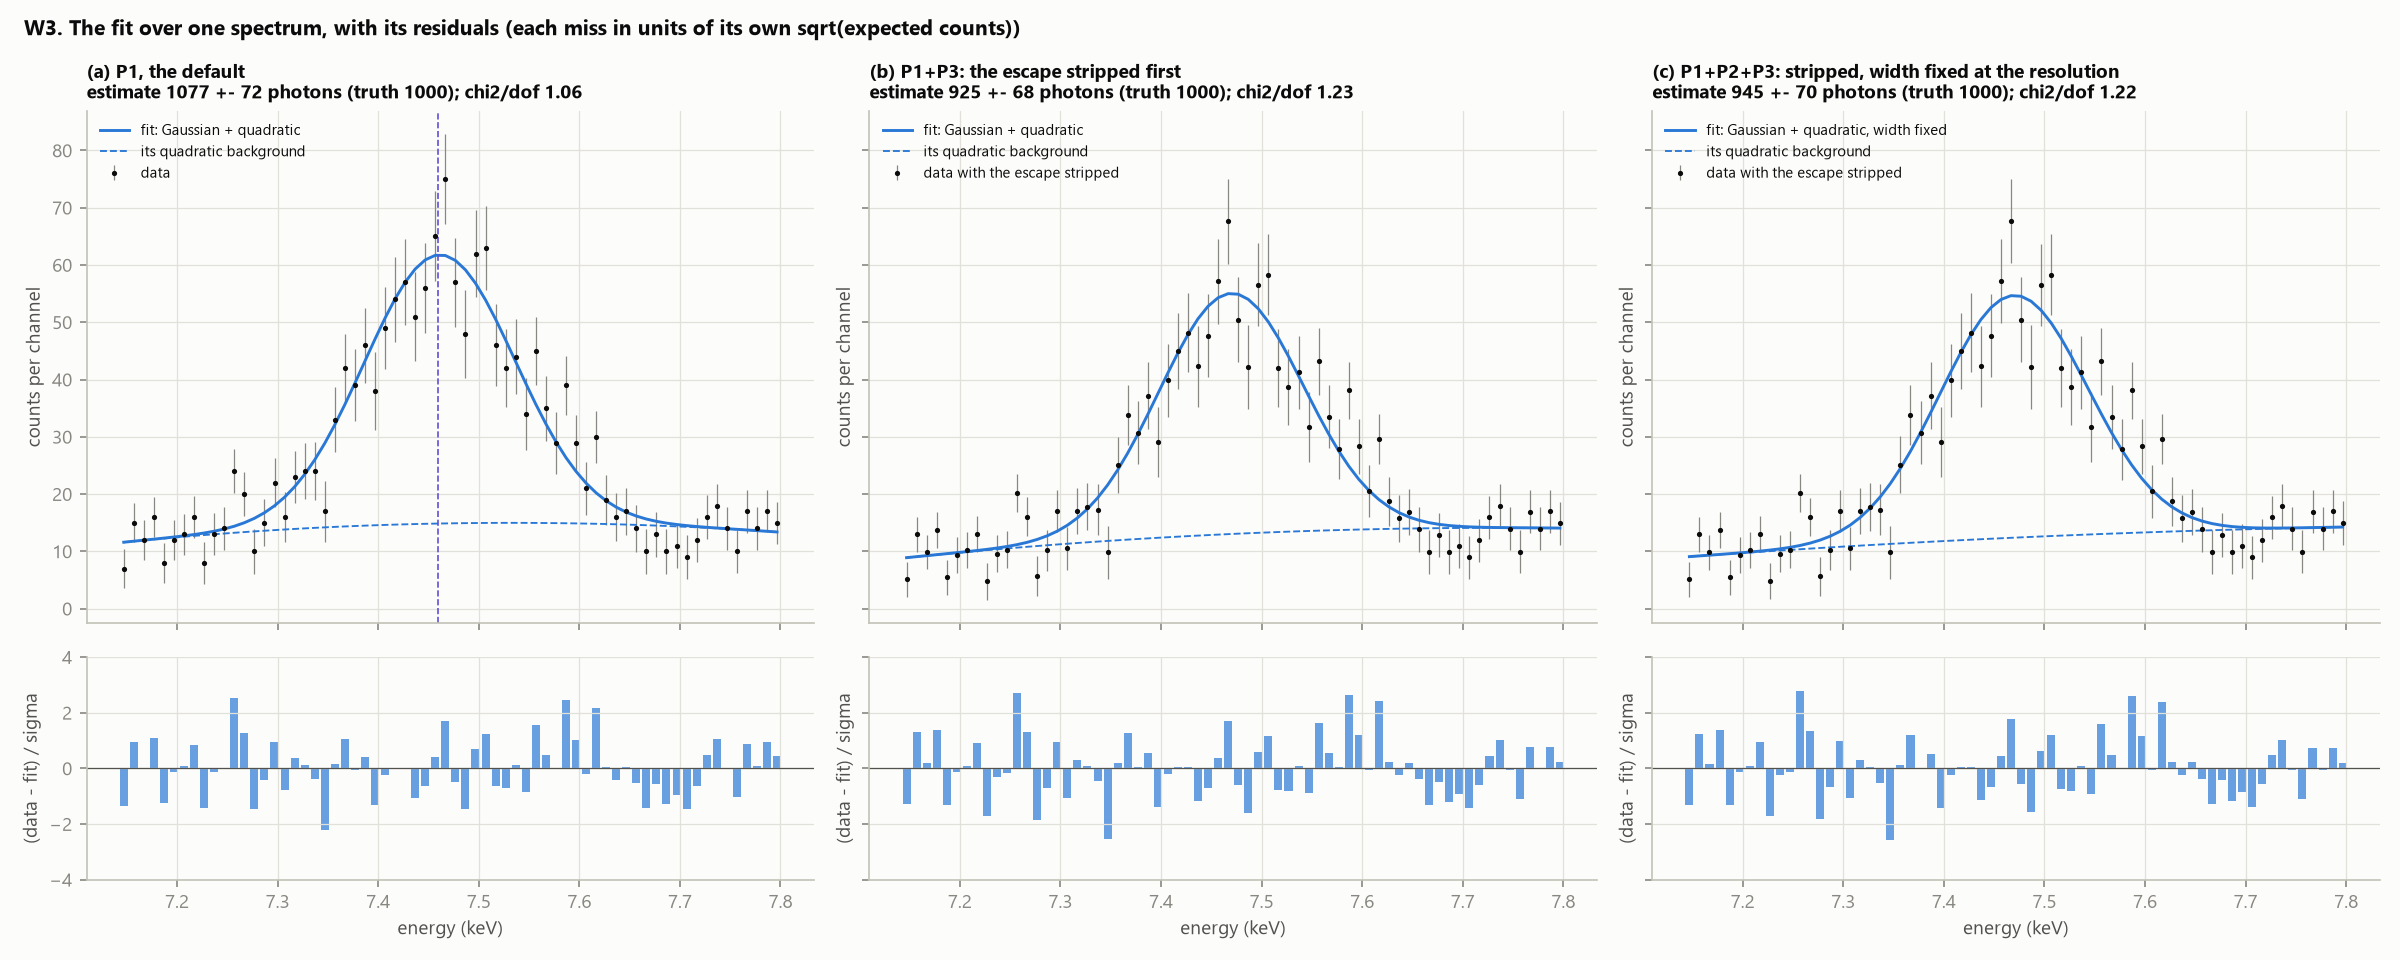 W3. The fit over one spectrum, with its residuals (each miss in units of its own sqrt(expected counts))
(a) P1, the default
estimate 1077 +- 72 photons (truth 1000); chi2/dof 1.06
fit: Gaussian + quadratic
its quadratic background
data
counts per channel
80
70
60
50
40
30
20
10
0
(b) P1+P3: the escape stripped first
estimate 925 +- 68 photons (truth 1000); chi2/dof 1.23
fit: Gaussian + quadratic
its quadratic background
data with the escape stripped
counts per channel
(c) P1+P2+P3: stripped, width fixed at the resolution
estimate 945 +- 70 photons (truth 1000); chi2/dof 1.22
fit: Gaussian + quadratic, width fixed
its quadratic background
data with the escape stripped
counts per channel
(data - fit) / sigma
4
2
0
−2
−4
7.2 7.3 7.4 7.5 7.6 7.7 7.8
energy (keV)
(data - fit) / sigma
7.2 7.3 7.4 7.5 7.6 7.7 7.8
energy (keV)
(data - fit) / sigma
7.2 7.3 7.4 7.5 7.6 7.7 7.8
energy (keV)